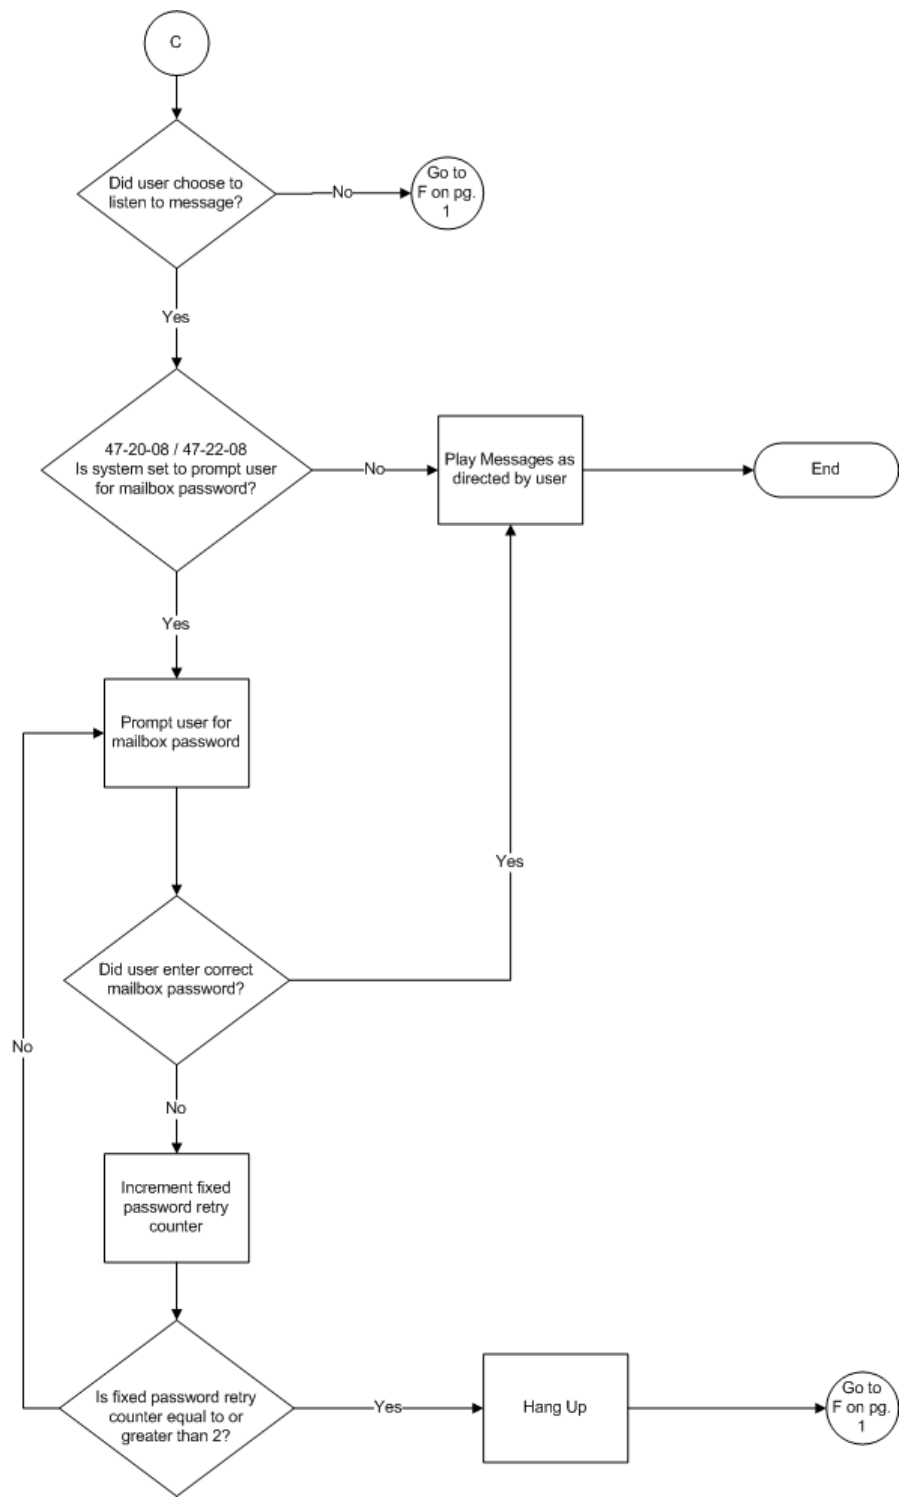 C
Did user choose to
listen to message?
No
Go to
F on pg.
1
Yes
47-20-08 / 47-22-08
Is system set to prompt user
for mailbox password?
No
Play Messages as
directed by user
End
Yes
Prompt user for
mailbox password
Yes
Did user enter correct
mailbox password?
No
No
Increment fixed
password retry
counter
Is fixed password retry
counter equal to or
greater than 2?
Yes
Hang Up
Go to
F on pg.
1